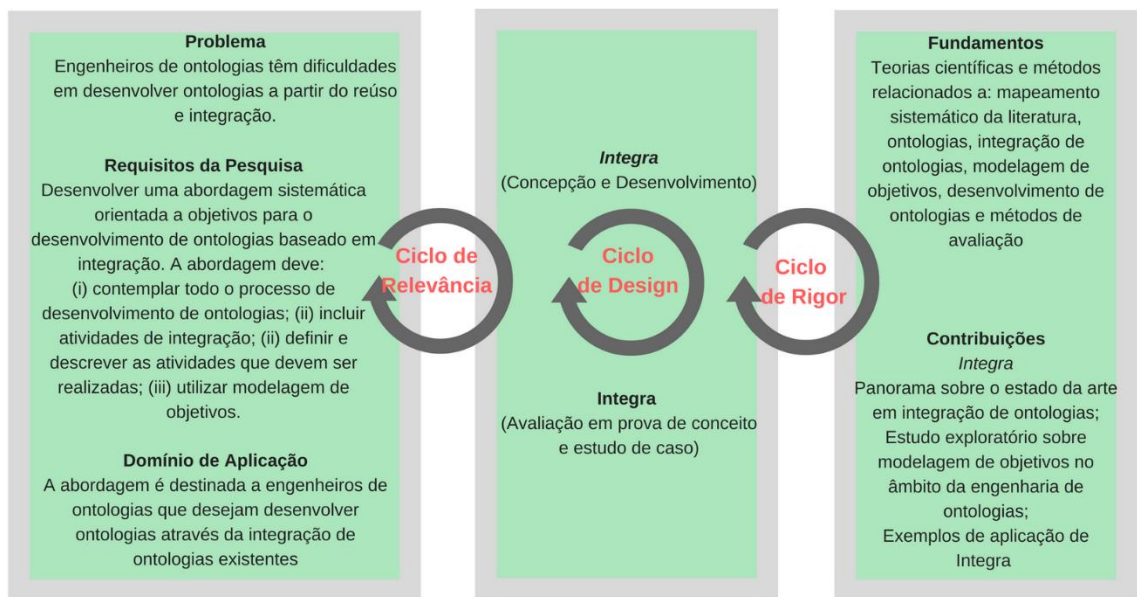 Problema
Engenheiros de ontologias têm dificuldades
em desenvolver ontologias a partir do reúso
e integração.
Requisitos da Pesquisa
Desenvolver uma abordagem sistemática
orientada a objetivos para o
desenvolvimento de ontologias baseado em
integração. A abordagem deve:
(i) contemplar todo o processo de
desenvolvimento de ontologias; (ii) incluir
atividades de integração; (ii) definir e
descrever as atividades que devem ser
realizadas; (iii) utilizar modelagem de
objetivos.
Domínio de Aplicação
A abordagem é destinada a engenheiros de
ontologias que desejam desenvolver
ontologias através da integração de
ontologias existentes
Ciclo de
Relevância
Integra
(Concepção e Desenvolvimento)
Ciclo
de Design
Integra
(Avaliação em prova de conceito
e estudo de caso)
Ciclo
de Rigor
Fundamentos
Teorias científicas e métodos
relacionados a: mapeamento
sistemático da literatura,
ontologias, integração de
ontologias, modelagem de
objetivos, desenvolvimento de
ontologias e métodos de
avaliação
Contribuições
Integra
Panorama sobre o estado da arte
em integração de ontologias;
Estudo exploratório sobre
modelagem de objetivos no
âmbito da engenharia de
ontologias;
Exemplos de aplicação de
Integra